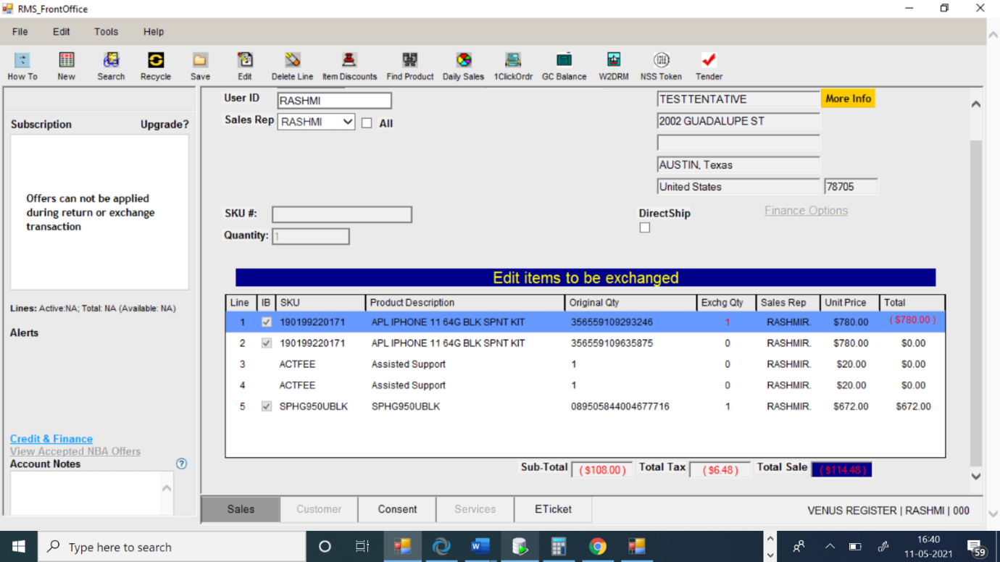 RMS_FrontOffice
File Edit Tools Help
How To New Search Recycle Save Edit Delete Line Item Discounts Find Product Daily Sales 1ClickOrdr GC Balance W2DRM NSS Token Tender
Subscription Upgrade?
Offers can not be applied
during return or exchange
transaction
Lines: Active:NA; Total: NA (Available: NA)
Alerts
Credit & Finance
View Accepted NBA Offers
Account Notes ?
User ID RASHMI
Sales Rep RASHMI All
TESTTENTATIVE More Info
2002 GUADALUPE ST
AUSTIN, Texas
United States 78705
SKU #:
Quantity: 1
DirectShip Finance Options
Edit items to be exchanged
Line IB SKU Product Description Original Qty Exchg Qty Sales Rep Unit Price Total
1 190199220171 APL IPHONE 11 64G BLK SPNT KIT 356559109293246 1 RASHMIR. $780.00 ( $780.00 )
2 190199220171 APL IPHONE 11 64G BLK SPNT KIT 356559109635875 0 RASHMIR. $780.00 $0.00
3 ACTFEE Assisted Support 1 0 RASHMIR. $20.00 $0.00
4 ACTFEE Assisted Support 1 0 RASHMIR. $20.00 $0.00
5 SPHG950UBLK SPHG950UBLK 089505844004677716 1 RASHMIR. $672.00 $672.00
Sub-Total ( $108.00 ) Total Tax ( $6.48 ) Total Sale ( $114.48 )
Sales Customer Consent Services ETicket VENUS REGISTER | RASHMI | 000
Type here to search
16:40
11-05-2021
59